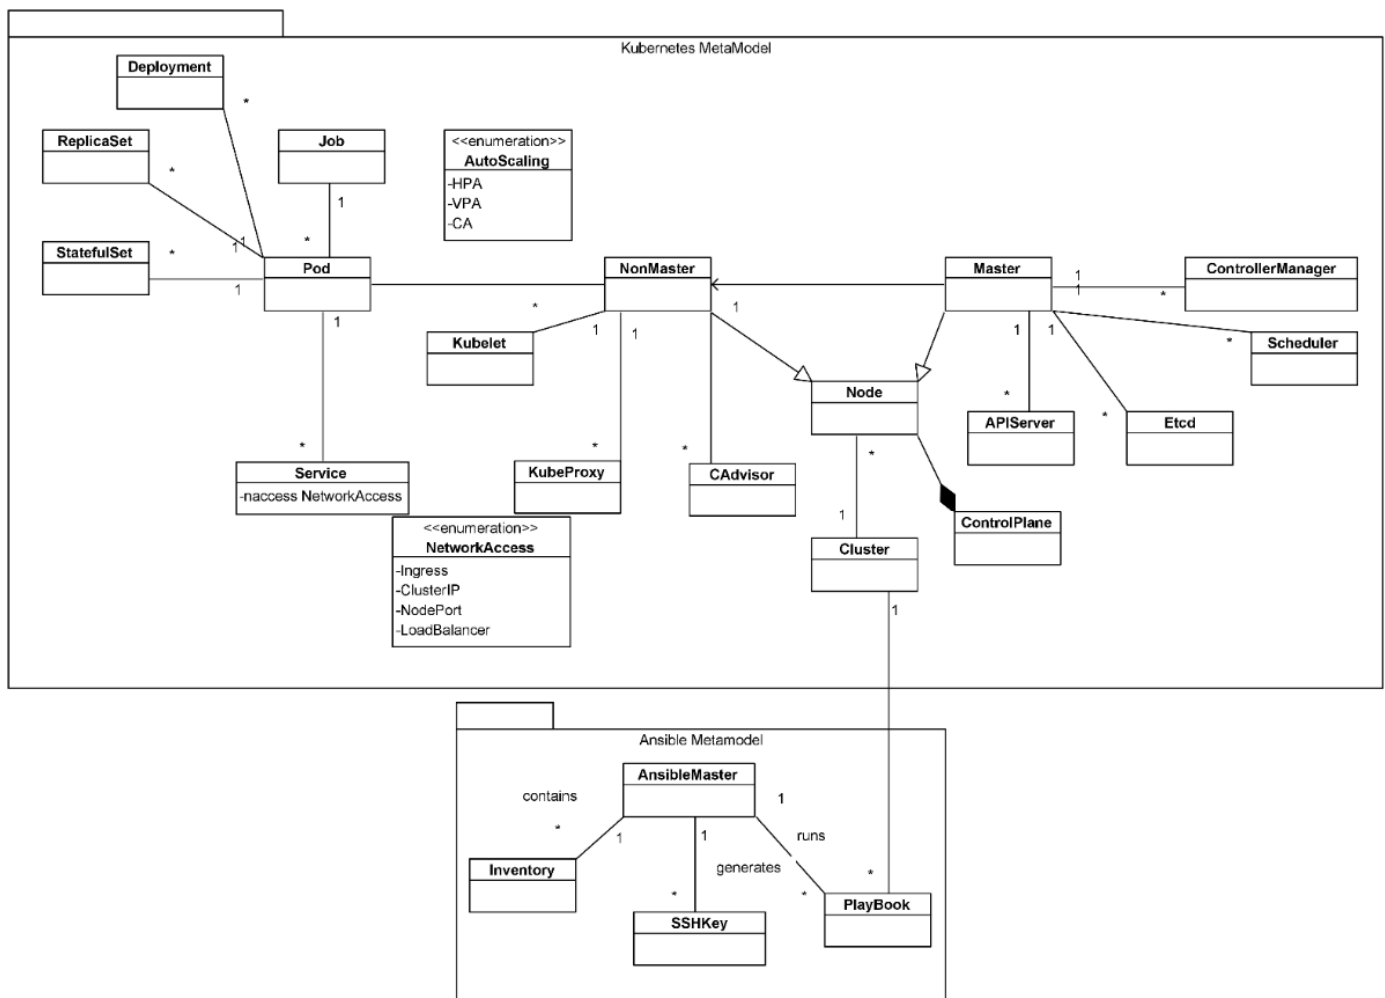 Kubernetes MetaModel
Deployment
*
ReplicaSet
*
Job
1
*
<<enumeration>>
AutoScaling
-HPA
-VPA
-CA
StatefulSet
*
1
1
1
Pod
1
NonMaster
*
1
1
1
Master
1
1
*
1
1
ControllerManager
Kubelet
Scheduler
*
Node
*
*
*
APIServer
Etcd
*
Service
-naccess NetworkAccess
*
KubeProxy
*
CAdvisor
1
ControlPlane
<<enumeration>>
NetworkAccess
-Ingress
-ClusterIP
-NodePort
-LoadBalancer
Cluster
1
Ansible Metamodel
AnsibleMaster
contains
1
*
1
1
runs
generates
*
Inventory
*
*
PlayBook
SSHKey